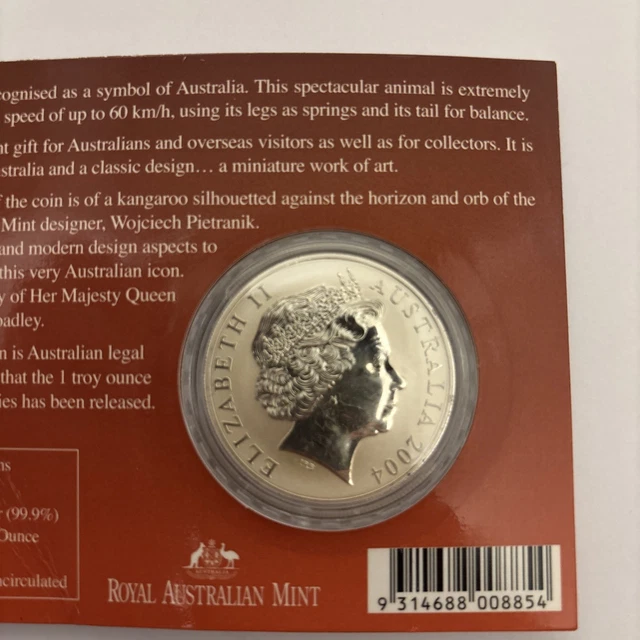 cognised as a symbol of Australia. This spectacular animal is extremely
speed of up to 60 km/h, using its legs as springs and its tail for balance.
nt gift for Australians and overseas visitors as well as for collectors. It is
stralia and a classic design... a miniature work of art.
f the coin is of a kangaroo silhouetted against the horizon and orb of the
Mint designer, Wojciech Pietranik.
and modern design aspects to
this very Australian icon.
y of Her Majesty Queen
oadley.
n is Australian legal
that the 1 troy ounce
ies has been released.
ns
r (99.9%)
Ounce
ncirculated
ELIZABETH II
AUSTRALIA 2004
ROYAL AUSTRALIAN MINT
9 314688 008854